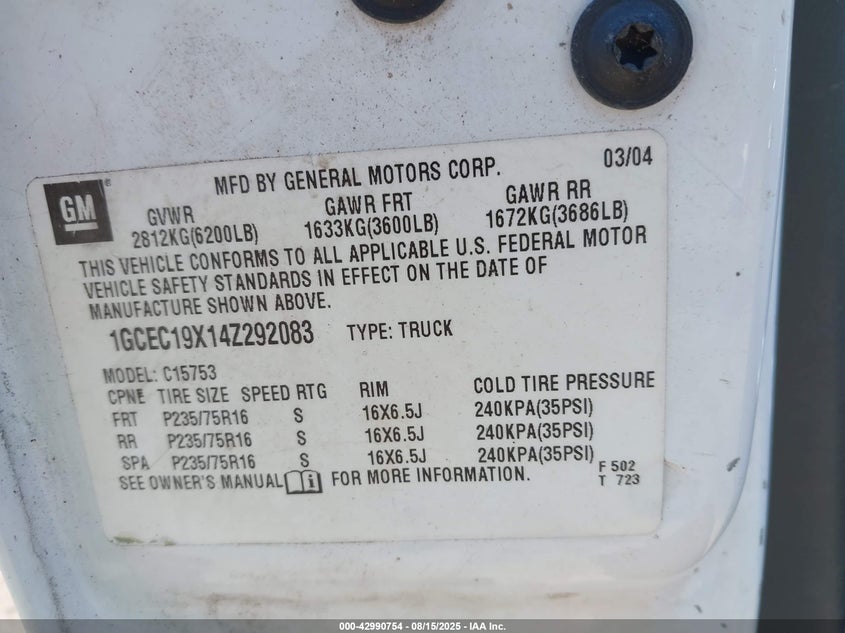 03/04
GM ®
MFD BY GENERAL MOTORS CORP.
GVWR GAWR FRT GAWR RR
2812KG(6200LB) 1633KG(3600LB) 1672KG(3686LB)
THIS VEHICLE CONFORMS TO ALL APPLICABLE U.S. FEDERAL MOTOR
VEHICLE SAFETY STANDARDS IN EFFECT ON THE DATE OF
MANUFACTURE SHOWN ABOVE.
1GCEC19X14Z292083 TYPE: TRUCK
MODEL: C15753
CPNE TIRE SIZE SPEED RTG RIM COLD TIRE PRESSURE
FRT P235/75R16 S 16X6.5J 240KPA(35PSI)
RR P235/75R16 S 16X6.5J 240KPA(35PSI)
SPA P235/75R16 S 16X6.5J 240KPA(35PSI)
SEE OWNER'S MANUAL i FOR MORE INFORMATION.
F 502
T 723
000-42990754 - 08/15/2025 - IAA Inc.